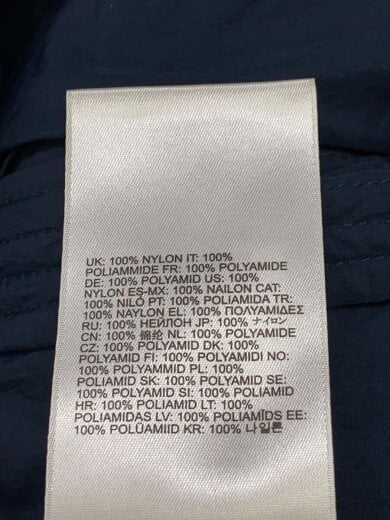 UK: 100% NYLON IT: 100%
POLIAMMIDE FR: 100% POLYAMIDE
DE: 100% POLYAMID US: 100%
NYLON ES-MX: 100% NAILON CAT:
100% NILÓ PT: 100% POLIAMIDA TR:
100% NAYLON EL: 100% ΠΟΛΥΑΜΙΔΕΣ
RU: 100% НЕЙЛОН JP: 100% ナイロン
CN: 100% 锦纶 NL: 100% POLYAMIDE
CZ: 100% POLYAMID DK: 100%
POLYAMID FI: 100% POLYAMIDI NO:
100% POLYAMMID PL: 100%
POLIAMID SK: 100% POLYAMID SE:
100% POLYAMID SI: 100% POLIAMID
HR: 100% POLIAMID LT: 100%
POLIAMIDAS LV: 100% POLIAMĪDS EE:
100% POLÜAMIID KR: 100% 나일론